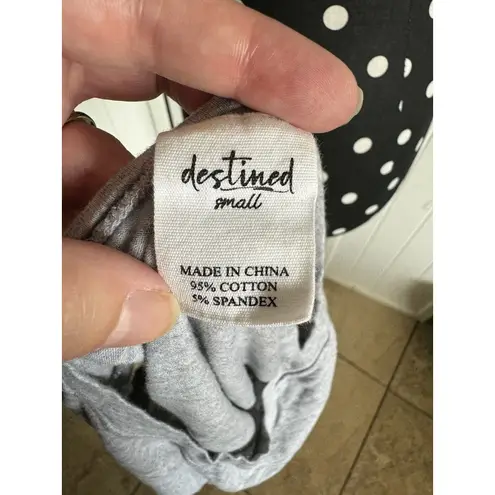 destined
small
MADE IN CHINA
95% COTTON
5% SPANDEX